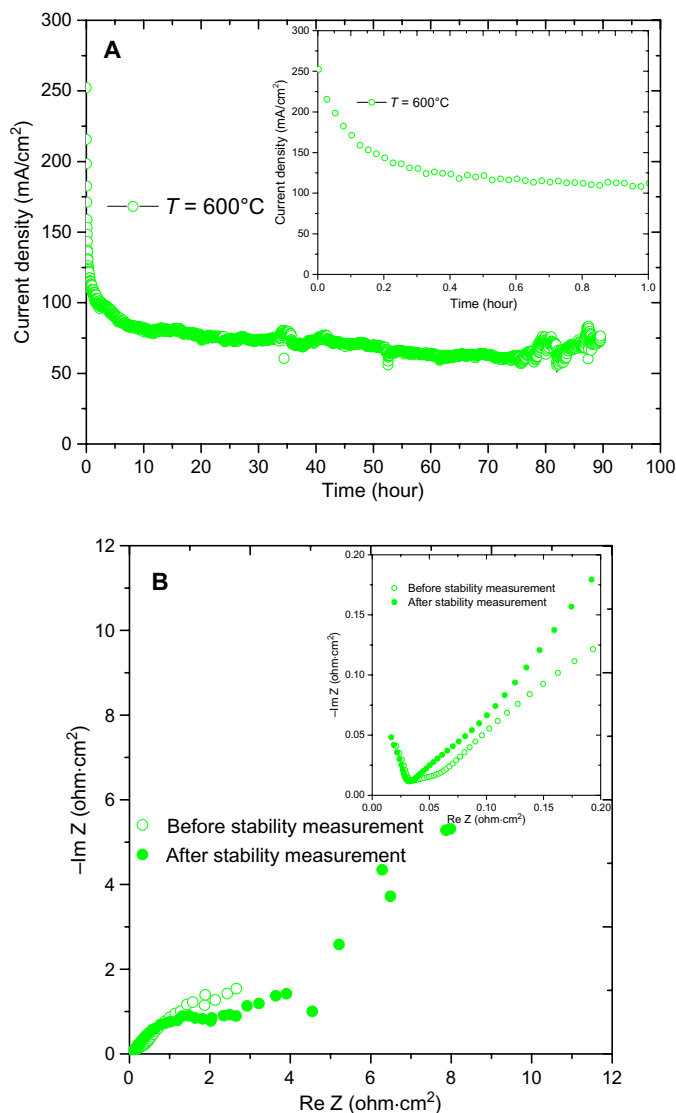 A
300
250
200
150
100
50
0
Current density (mA/cm²)
0 10 20 30 40 50 60 70 80 90 100
Time (hour)
T = 600°C
300
250
200
150
100
50
0
Current density (mA/cm²)
0.0 0.2 0.4 0.6 0.8 1.0
Time (hour)
T = 600°C
B
12
10
8
6
4
2
0
–Im Z (ohm·cm²)
0 2 4 6 8 10 12
Re Z (ohm·cm²)
Before stability measurement
After stability measurement
0.20
0.15
0.10
0.05
0.00
–Im Z (ohm·cm²)
0.00 0.05 0.10 0.15 0.20
Re Z (ohm·cm²)
Before stability measurement
After stability measurement